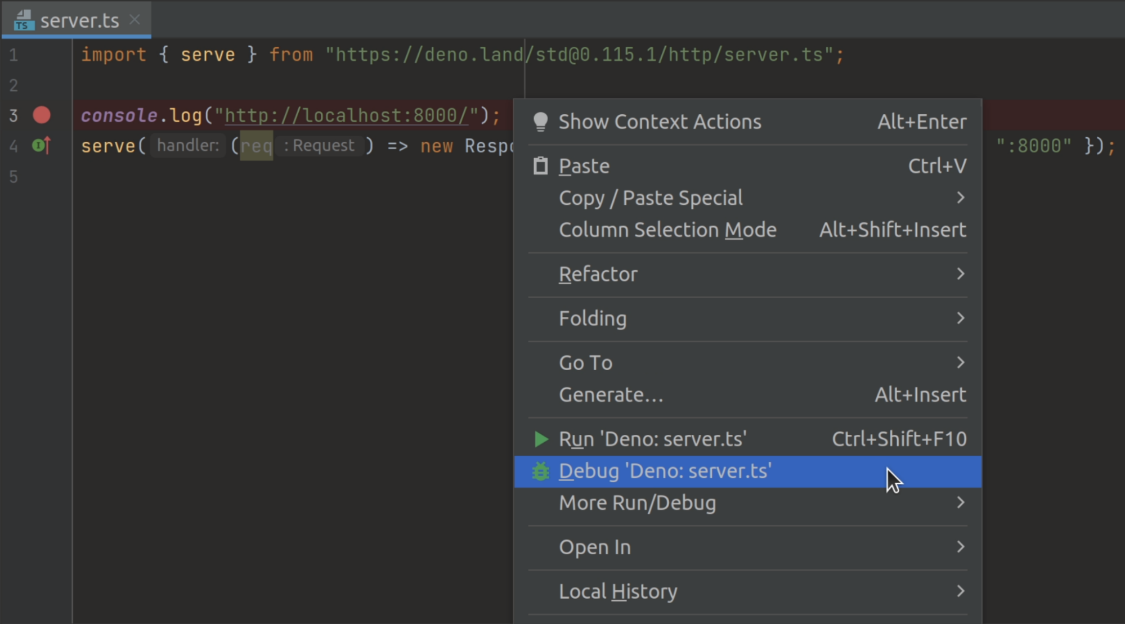 server.ts
1 import { serve } from "https://deno.land/std@0.115.1/http/server.ts";
2
3 console.log("http://localhost:8000/");
4 serve( handler: (req : Request ) => new Resp ":8000" });
5
Show Context Actions Alt+Enter
Paste Ctrl+V
Copy / Paste Special
Column Selection Mode Alt+Shift+Insert
Refactor
Folding
Go To
Generate... Alt+Insert
Run 'Deno: server.ts' Ctrl+Shift+F10
Debug 'Deno: server.ts'
More Run/Debug
Open In
Local History